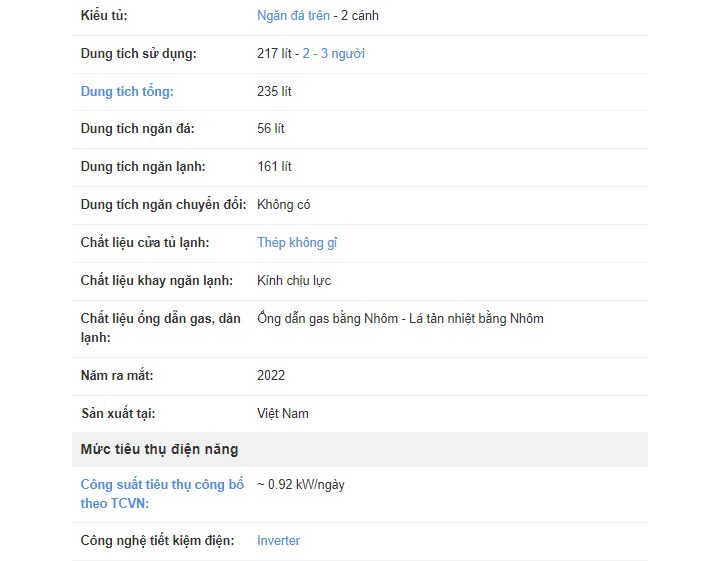 Kiểu tủ: Ngăn đá trên - 2 cánh
Dung tích sử dụng: 217 lít - 2 - 3 người
Dung tích tổng: 235 lít
Dung tích ngăn đá: 56 lít
Dung tích ngăn lạnh: 161 lít
Dung tích ngăn chuyển đổi: Không có
Chất liệu cửa tủ lạnh: Thép không gỉ
Chất liệu khay ngăn lạnh: Kính chịu lực
Chất liệu ống dẫn gas, dàn Ống dẫn gas bằng Nhôm - Lá tản nhiệt bằng Nhôm
lạnh:
Năm ra mắt: 2022
Sản xuất tại: Việt Nam
Mức tiêu thụ điện năng
Công suất tiêu thụ công bố ~ 0.92 kW/ngày
theo TCVN:
Công nghệ tiết kiệm điện: Inverter